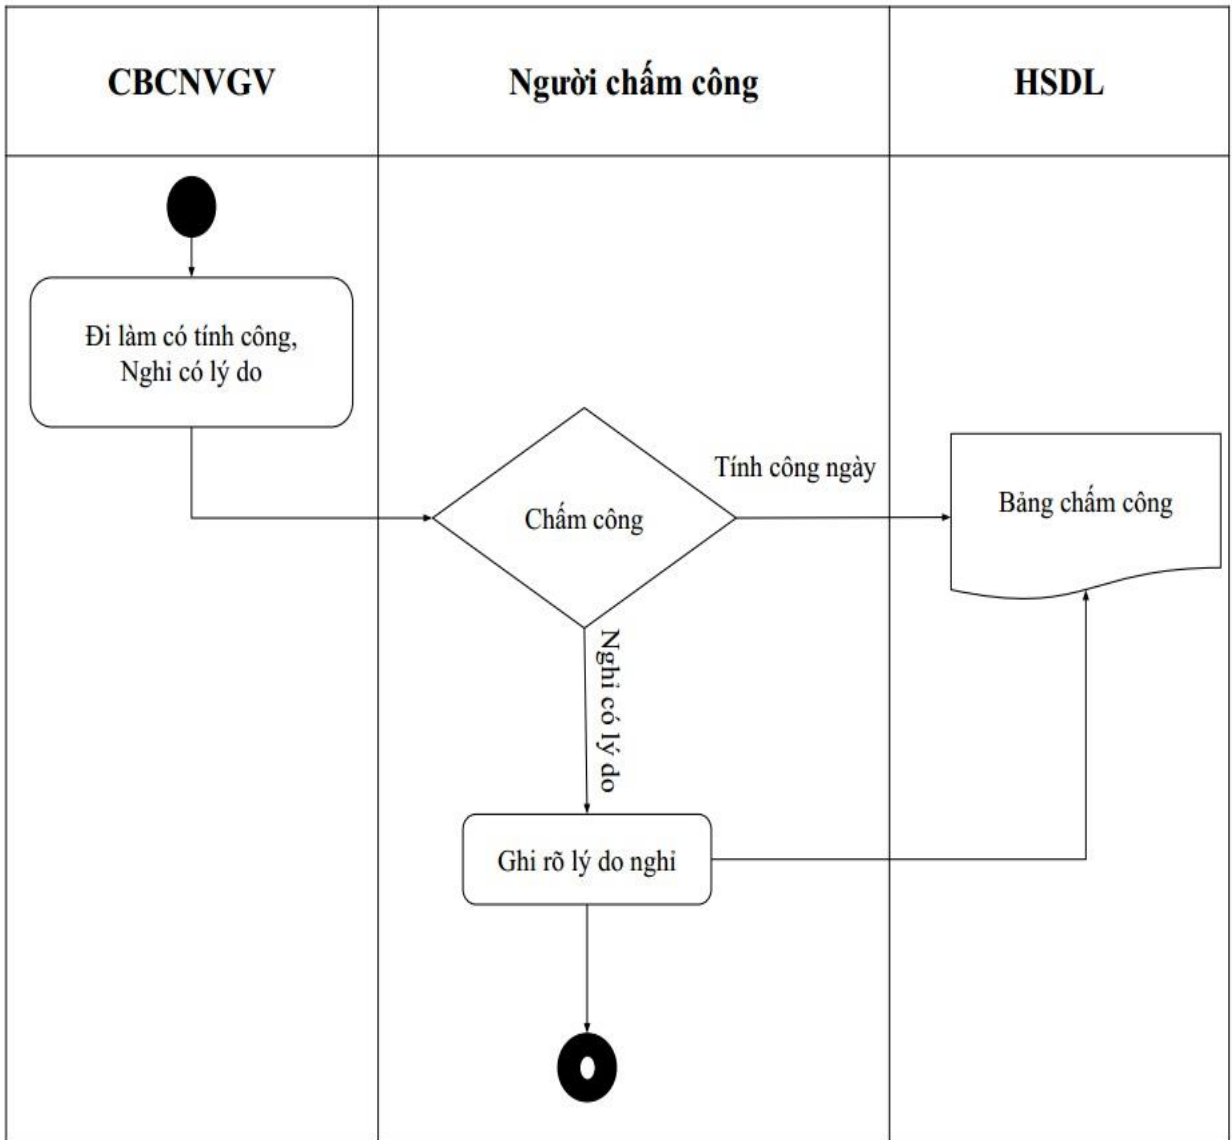 CBCNVGV
Người chấm công
HSDL
Đi làm có tính công,
Nghỉ có lý do
Chấm công
Tính công ngày
Bảng chấm công
Nghỉ có lý do
Ghi rõ lý do nghỉ